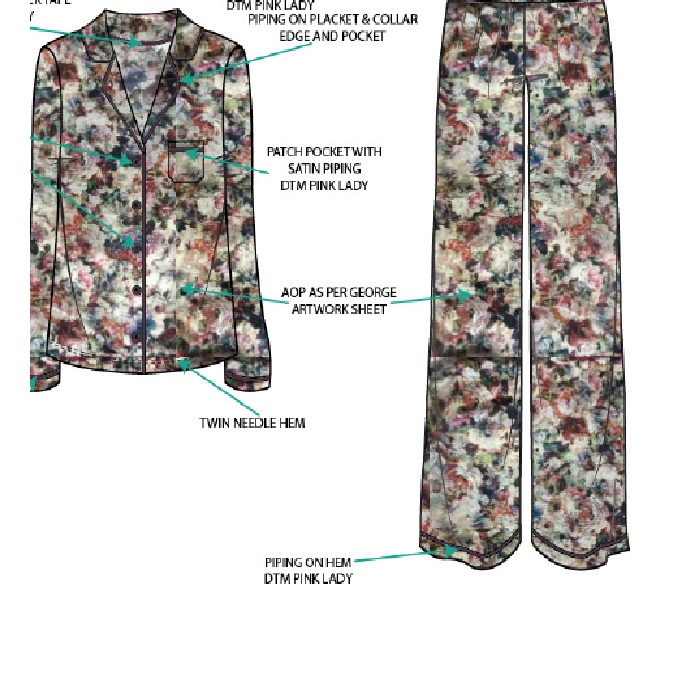 DTM PINK LADY
PIPING ON PLACKET & COLLAR
EDGE AND POCKET
PATCH POCKET WITH
SATIN PIPING
DTM PINK LADY
AOP AS PER GEORGE
ARTWORK SHEET
TWIN NEEDLE HEM
PIPING ON HEM
DTM PINK LADY